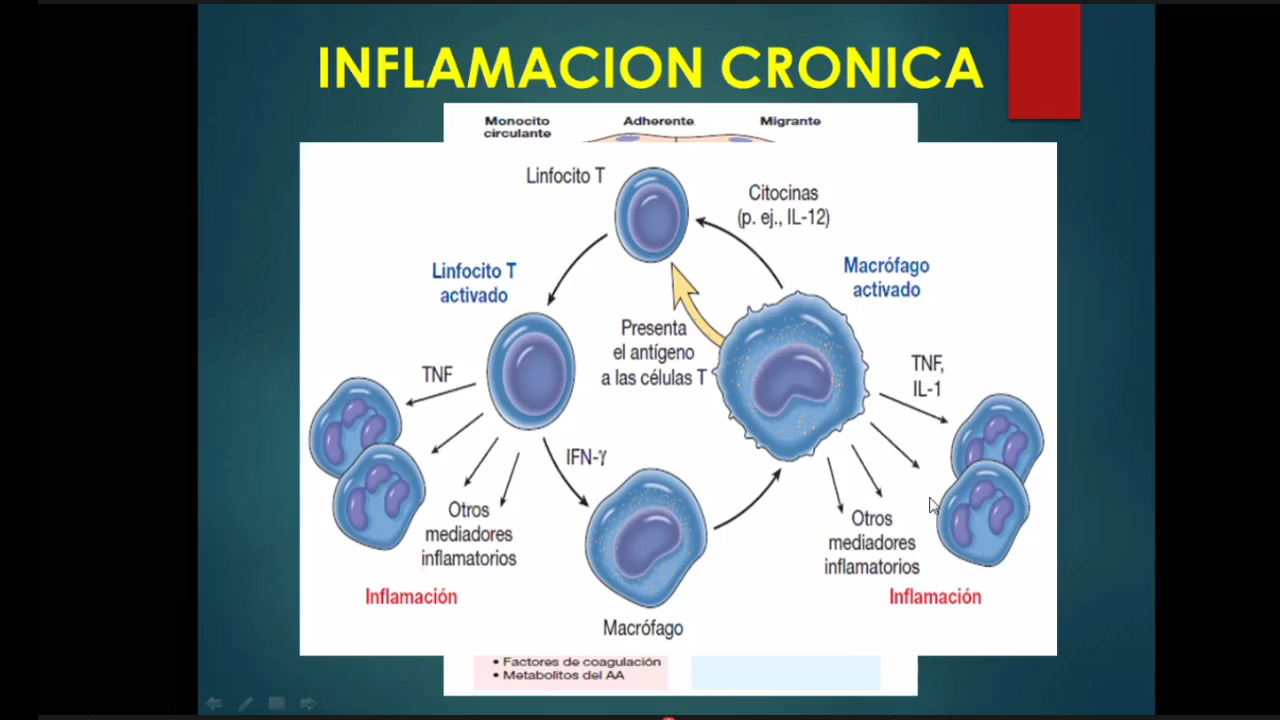 INFLAMACION CRONICA
Monocito
circulante
Adherente
Migrante
Linfocito T
Citocinas
(p. ej., IL-12)
Linfocito T
activado
Macrófago
activado
Presenta
el antígeno
a las células T
TNF
TNF,
IL-1
IFN-γ
Otros
mediadores
inflamatorios
Otros
mediadores
inflamatorios
Inflamación
Inflamación
Macrófago
• Factores de coagulación
• Metabolitos del AA